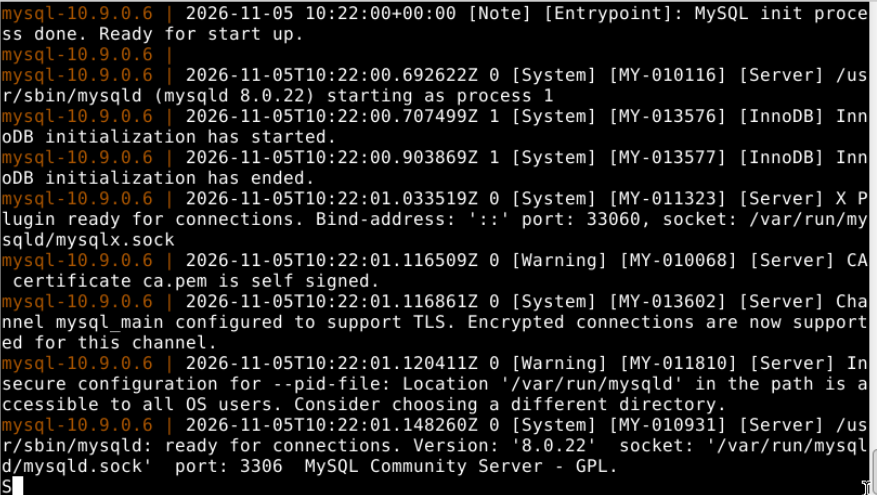 mysql-10.9.0.6 | 2026-11-05 10:22:00+00:00 [Note] [Entrypoint]: MySQL init proce
ss done. Ready for start up.
mysql-10.9.0.6 |
mysql-10.9.0.6 | 2026-11-05T10:22:00.692622Z 0 [System] [MY-010116] [Server] /us
r/sbin/mysqld (mysqld 8.0.22) starting as process 1
mysql-10.9.0.6 | 2026-11-05T10:22:00.707499Z 1 [System] [MY-013576] [InnoDB] Inn
oDB initialization has started.
mysql-10.9.0.6 | 2026-11-05T10:22:00.903869Z 1 [System] [MY-013577] [InnoDB] Inn
oDB initialization has ended.
mysql-10.9.0.6 | 2026-11-05T10:22:01.033519Z 0 [System] [MY-011323] [Server] X P
lugin ready for connections. Bind-address: '::' port: 33060, socket: /var/run/my
sqld/mysqlx.sock
mysql-10.9.0.6 | 2026-11-05T10:22:01.116509Z 0 [Warning] [MY-010068] [Server] CA
 certificate ca.pem is self signed.
mysql-10.9.0.6 | 2026-11-05T10:22:01.116861Z 0 [System] [MY-013602] [Server] Cha
nnel mysql_main configured to support TLS. Encrypted connections are now support
ed for this channel.
mysql-10.9.0.6 | 2026-11-05T10:22:01.120411Z 0 [Warning] [MY-011810] [Server] In
secure configuration for --pid-file: Location '/var/run/mysqld' in the path is a
ccessible to all OS users. Consider choosing a different directory.
mysql-10.9.0.6 | 2026-11-05T10:22:01.148260Z 0 [System] [MY-010931] [Server] /us
r/sbin/mysqld: ready for connections. Version: '8.0.22'  socket: '/var/run/mysql
d/mysqld.sock'  port: 3306  MySQL Community Server - GPL.
S